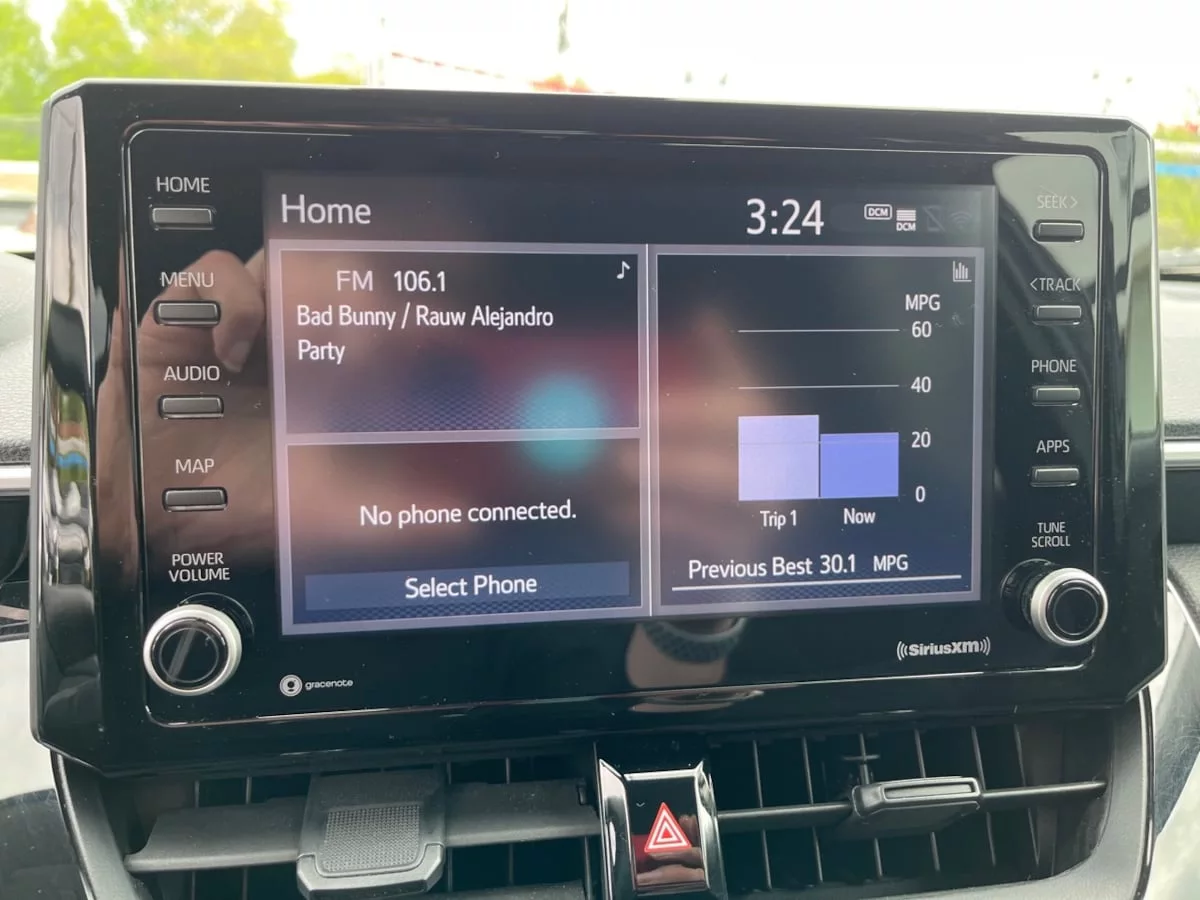 HOME
MENU
AUDIO
MAP
POWER
VOLUME
Home
3:24
DCM
DCM
FM 106.1
Bad Bunny / Rauw Alejandro
Party
No phone connected.
Select Phone
MPG
60
40
20
0
Trip 1
Now
Previous Best 30.1 MPG
SEEK >
< TRACK
PHONE
APPS
TUNE
SCROLL
gracenote
((SiriusXM))